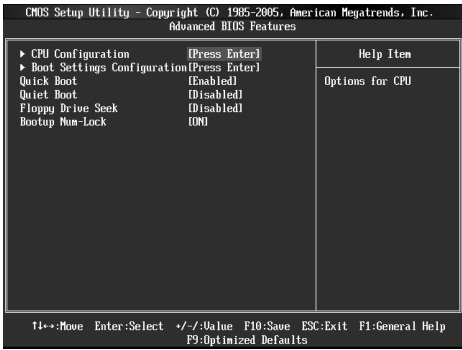 CMOS Setup Utility - Copyright (C) 1985-2005, American Megatrends, Inc.
Advanced BIOS Features
▶ CPU Configuration [Press Enter]
▶ Boot Settings Configuration[Press Enter]
Quick Boot [Enabled]
Quiet Boot [Disabled]
Floppy Drive Seek [Disabled]
Bootup Num-Lock [ON]
Help Item
Options for CPU
↑↓↔:Move Enter:Select +/-/:Value F10:Save ESC:Exit F1:General Help
F9:Optimized Defaults